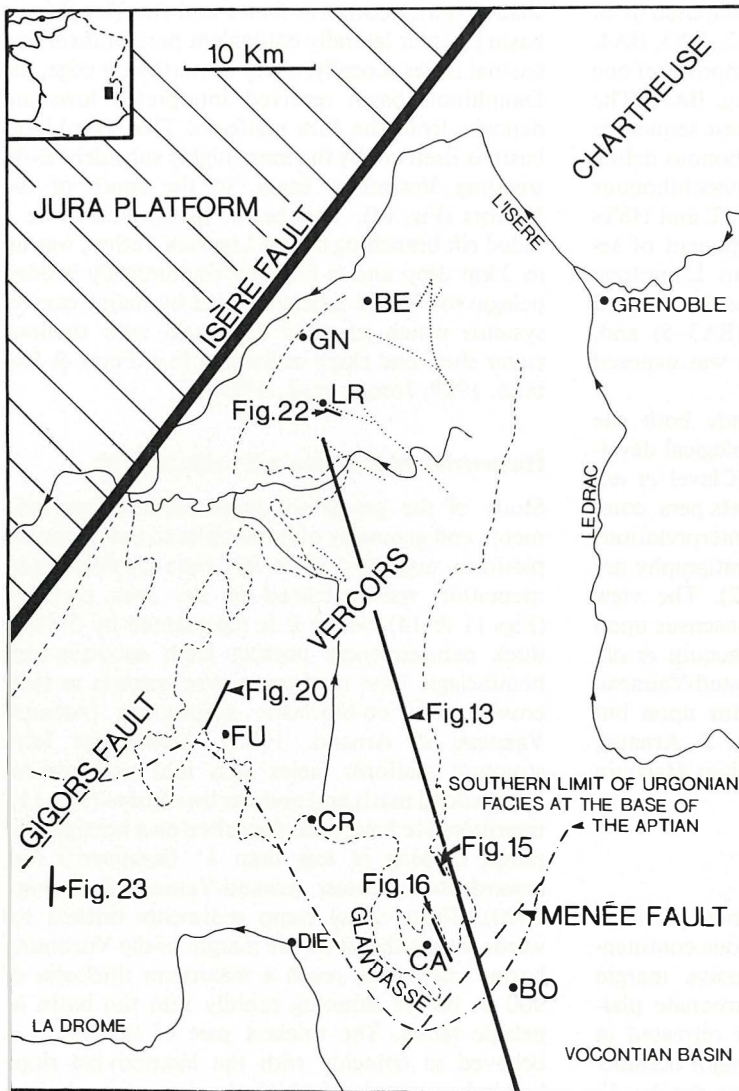 10 Km
CHARTREUSE
JURA PLATFORM
ISÈRE FAULT
L'ISÈRE
BE
GRENOBLE
GN
LR
Fig.22
LEDRAC
VERCORS
Fig.20
Fig.13
FU
GIGORS FAULT
SOUTHERN LIMIT OF URGONIAN
FACIES AT THE BASE OF
THE APTIAN
CR
Fig.15
Fig.23
Fig.16
MENÉE FAULT
GLANDASSE
DIE
CA
BO
LA DROME
VOCONTIAN BASIN